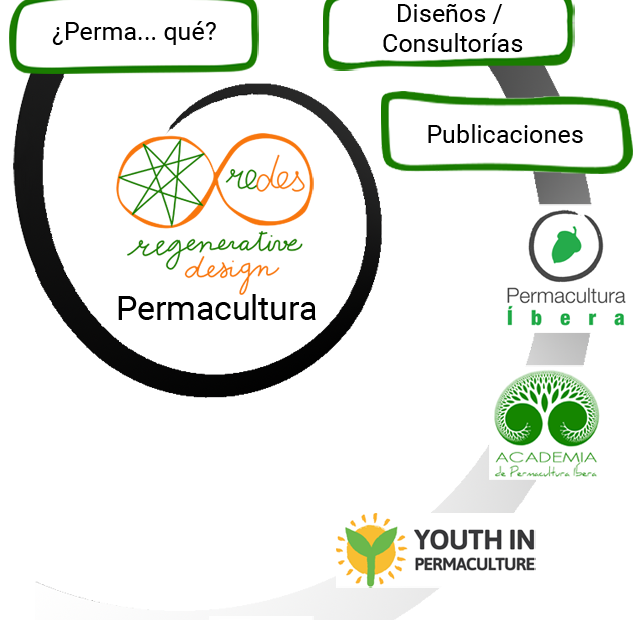 ¿Perma... qué?
Diseños /
Consultorías
Publicaciones
redes
regenerative
design
Permacultura
Permacultura
Íbera
ACADEMIA
de Permacultura Íbera
YOUTH IN
PERMACULTURE